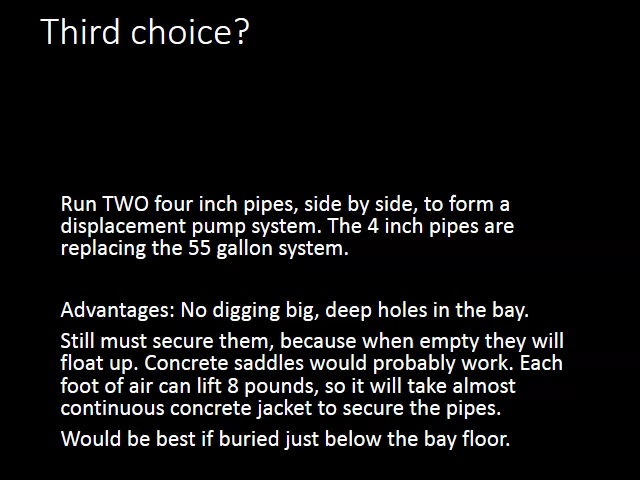 Third choice?
Run TWO four inch pipes, side by side, to form a
displacement pump system. The 4 inch pipes are
replacing the 55 gallon system.
Advantages: No digging big, deep holes in the bay.
Still must secure them, because when empty they will
float up. Concrete saddles would probably work. Each
foot of air can lift 8 pounds, so it will take almost
continuous concrete jacket to secure the pipes.
Would be best if buried just below the bay floor.